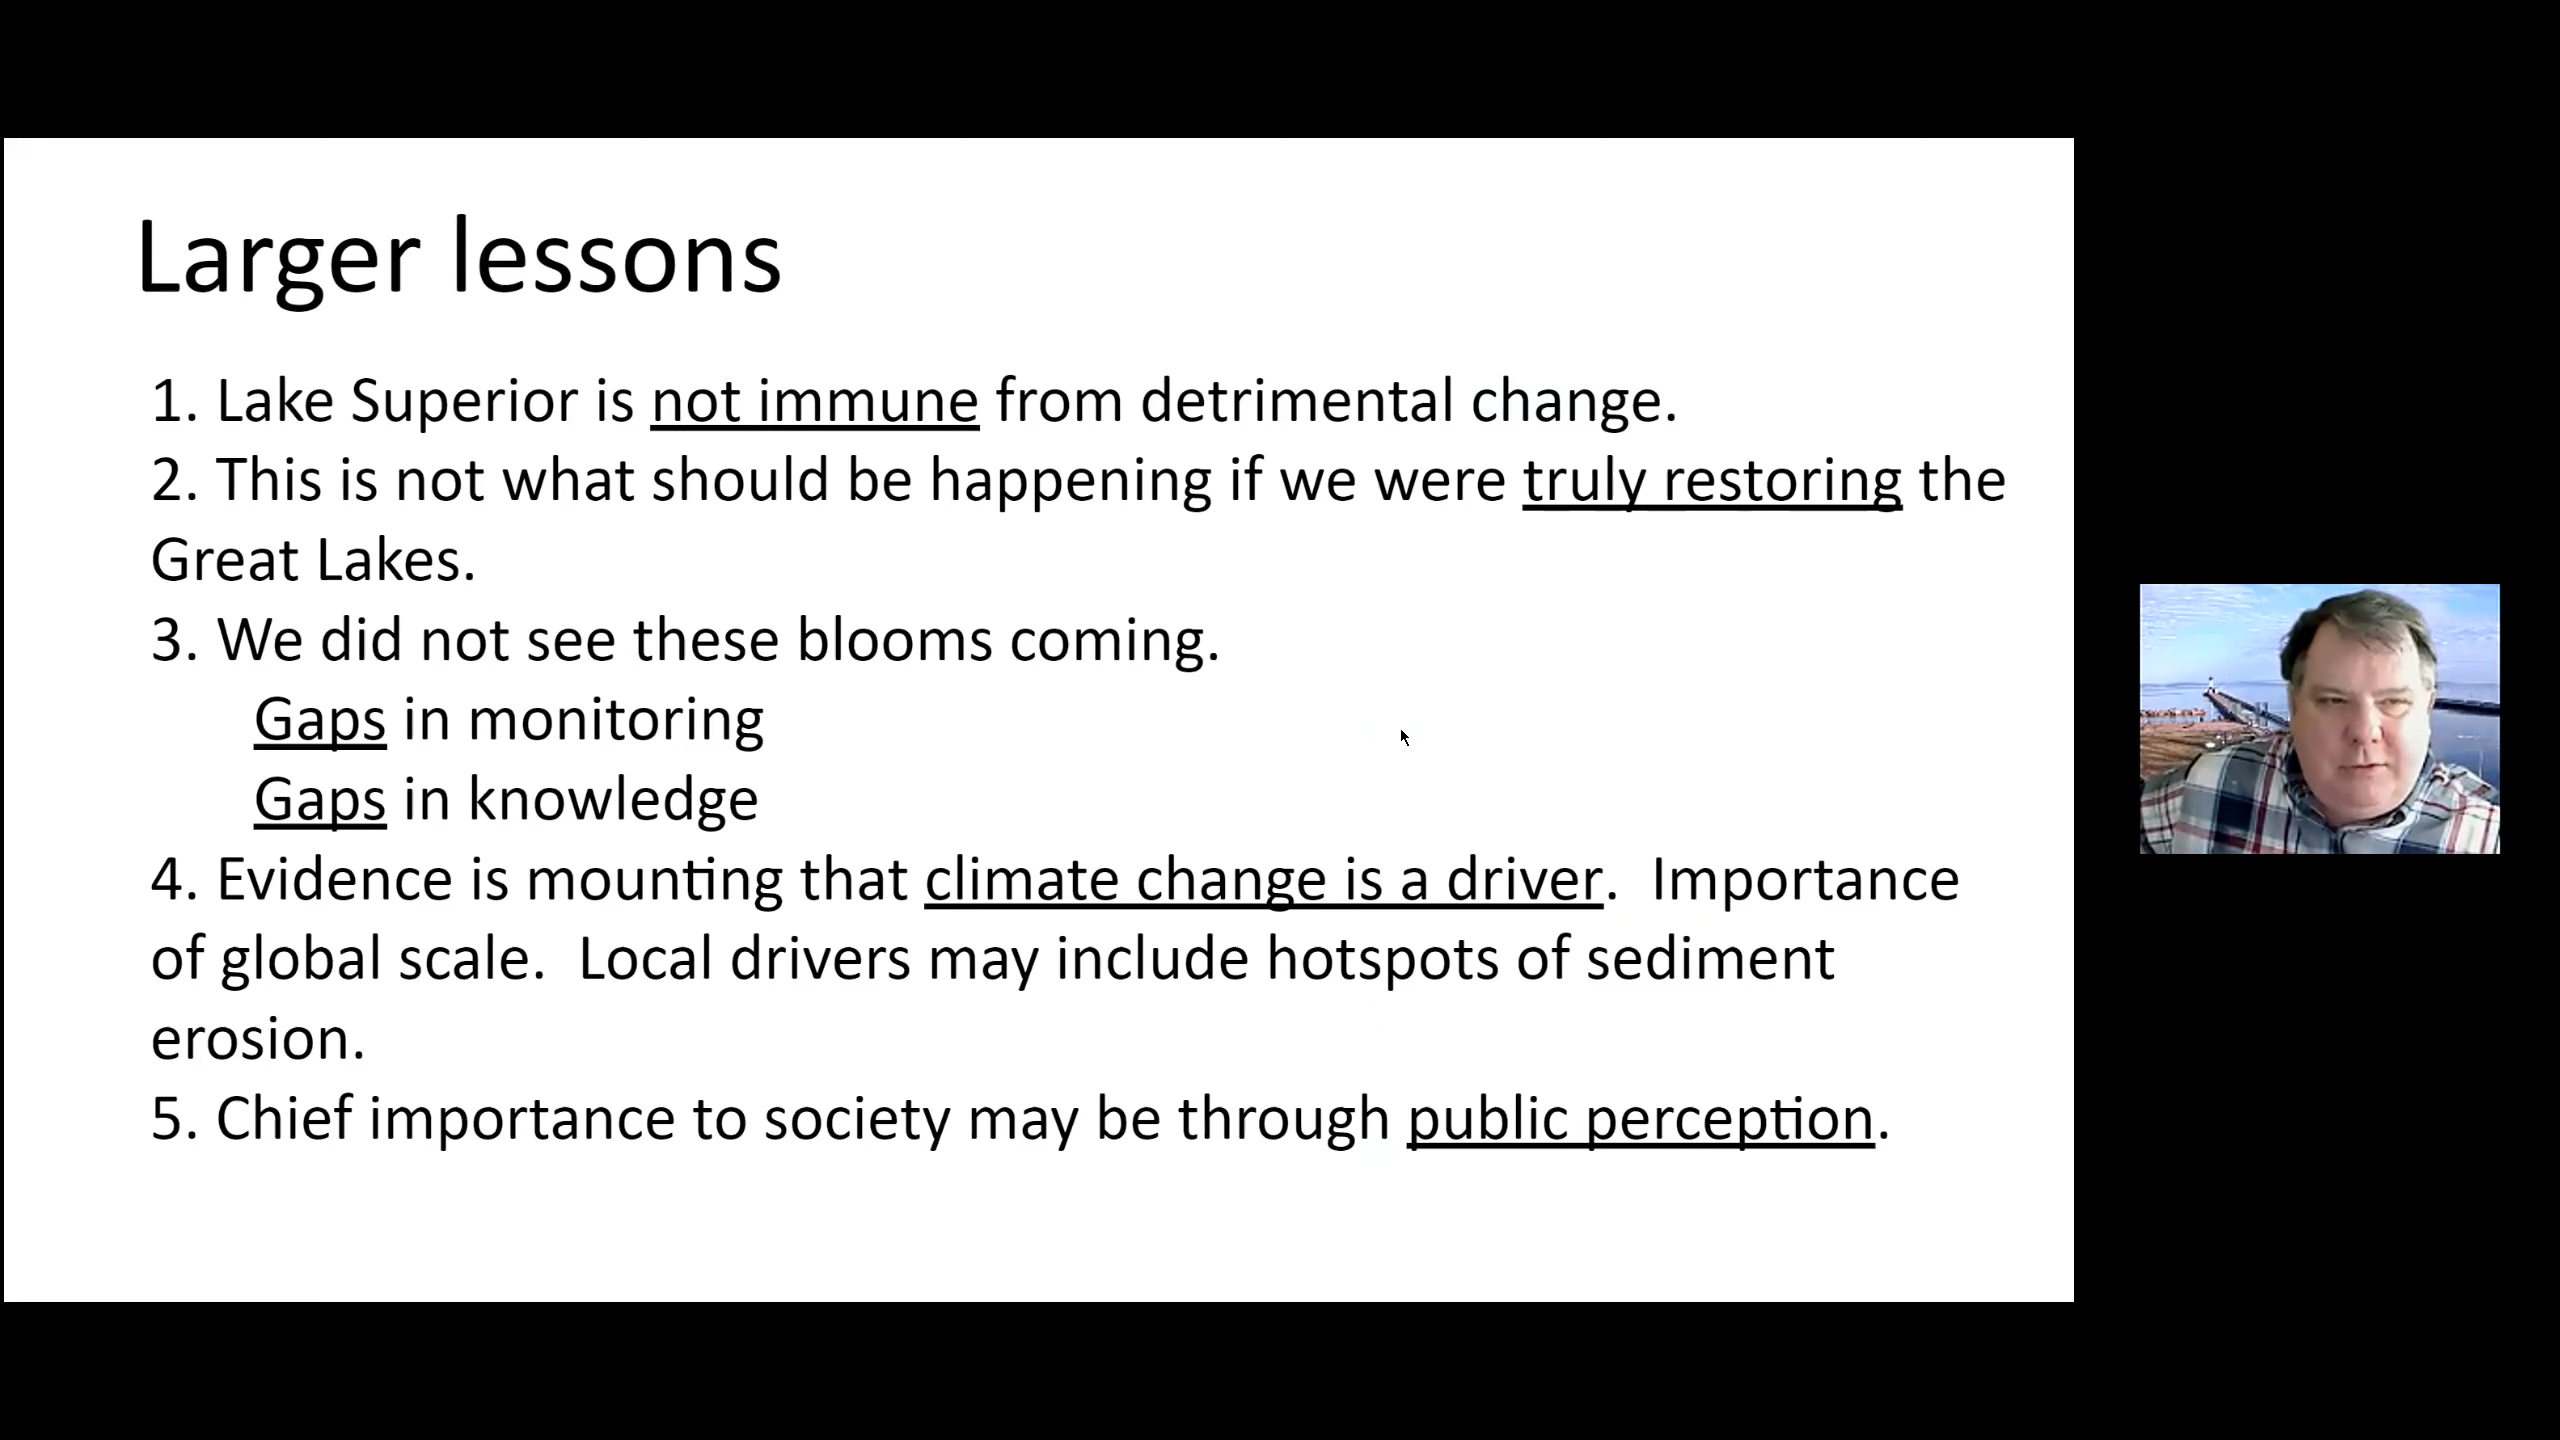 Larger lessons
1. Lake Superior is not immune from detrimental change.
2. This is not what should be happening if we were truly restoring the
Great Lakes.
3. We did not see these blooms coming.
Gaps in monitoring
Gaps in knowledge
4. Evidence is mounting that climate change is a driver.  Importance
of global scale.  Local drivers may include hotspots of sediment
erosion.
5. Chief importance to society may be through public perception.